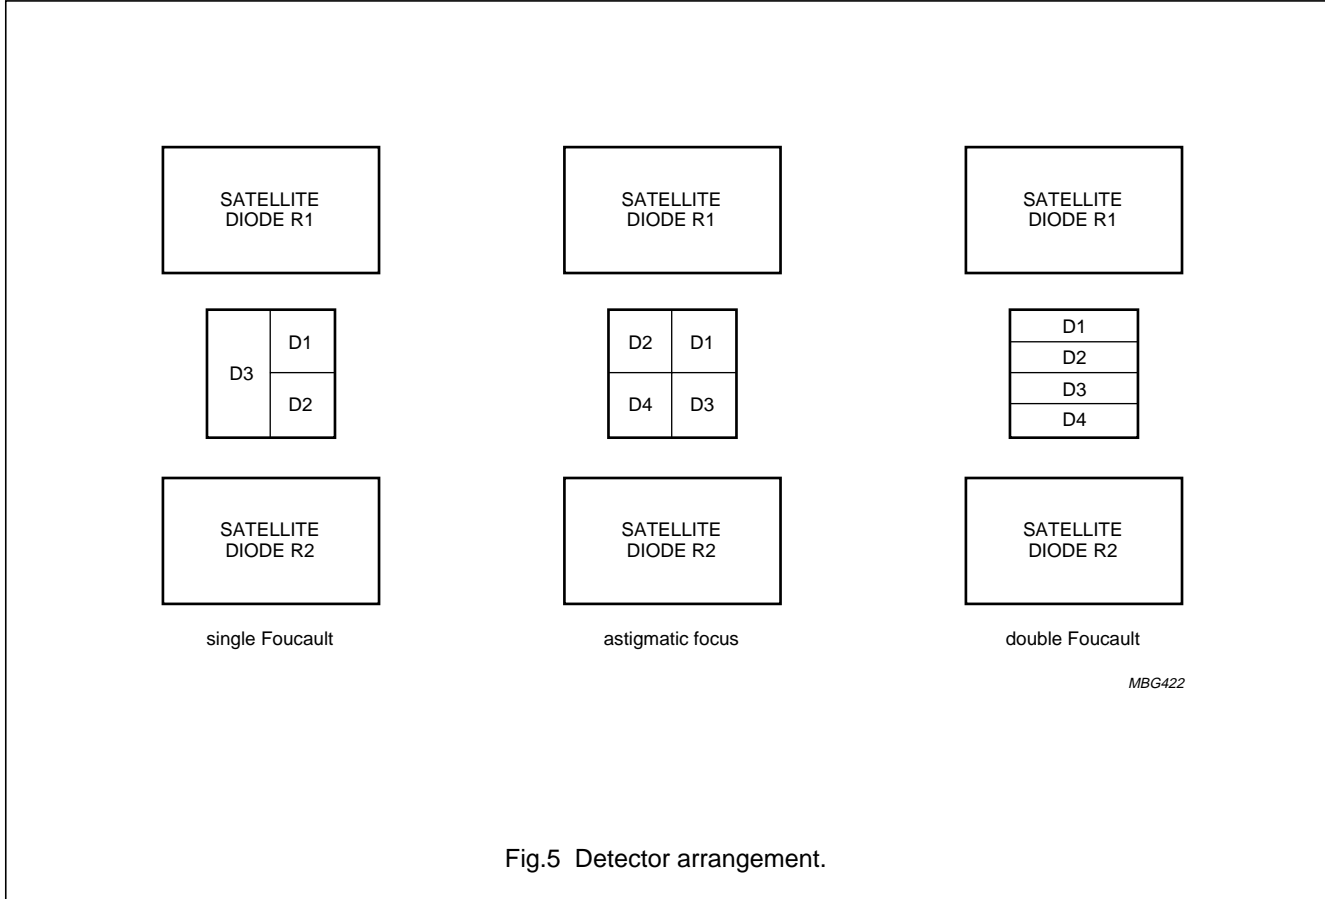 SATELLITE
DIODE R1
SATELLITE
DIODE R1
SATELLITE
DIODE R1
D3
D1
D2
D2 D1
D4 D3
D1
D2
D3
D4
SATELLITE
DIODE R2
SATELLITE
DIODE R2
SATELLITE
DIODE R2
single Foucault
astigmatic focus
double Foucault
MBG422
Fig.5 Detector arrangement.